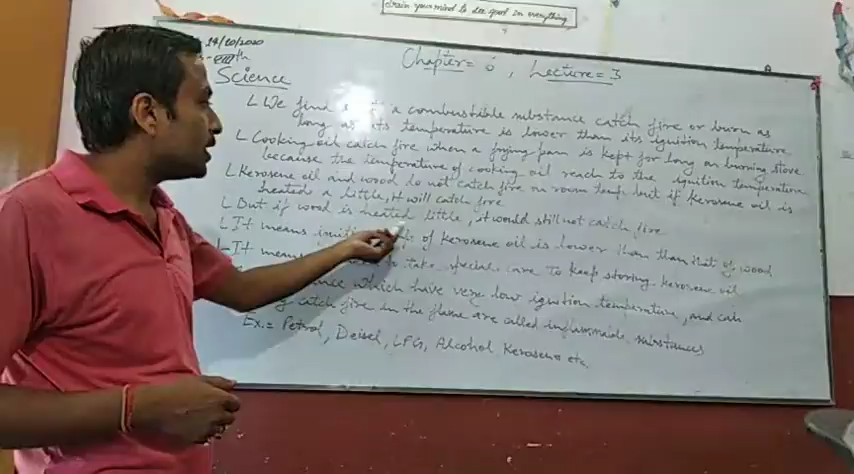 drain your mind to see good in everything
14/10/2020
Chapter = 6, Lecture = 3
Science
We find a combustible substance catch fire or burn as
long as its temperature is lower than its ignition temperature
Cooking oil catch fire when a frying pan is kept for long on burning stove
because the temperature of cooking oil reach to the ignition temperature
Kerosene oil and wood do not catch fire on room temp but if kerosene oil is
heated a little, it will catch fire
But if wood is heated little, it would still not catch fire
It means of kerosene oil is lower than than that of wood
It means take special care to keep storing kerosene oil
which have very low ignition temperature, and can
catch fire in the flame are called inflammable substances
Ex.= Petrol, Deisel, LPG, Alcohol Kerosene etc